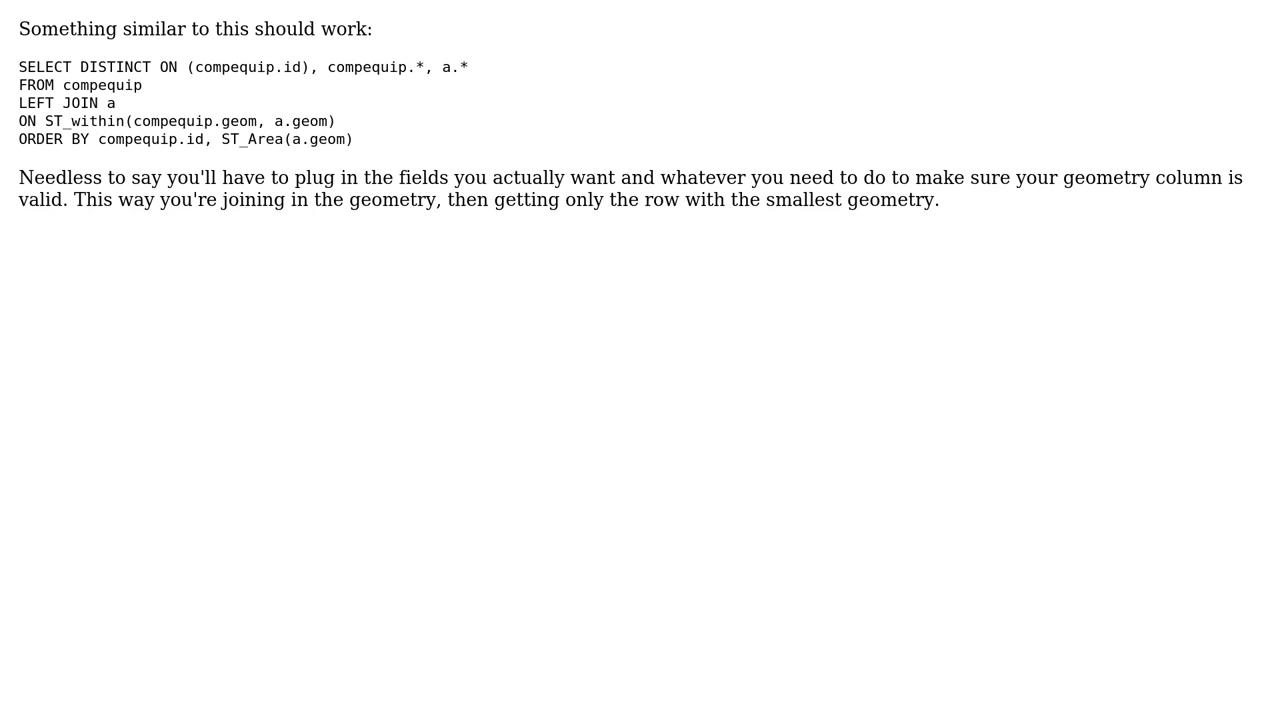 Something similar to this should work:
SELECT DISTINCT ON (compequip.id), compequip.*, a.*
FROM compequip
LEFT JOIN a
ON ST_within(compequip.geom, a.geom)
ORDER BY compequip.id, ST_Area(a.geom)
Needless to say you'll have to plug in the fields you actually want and whatever you need to do to make sure your geometry column is
valid. This way you're joining in the geometry, then getting only the row with the smallest geometry.